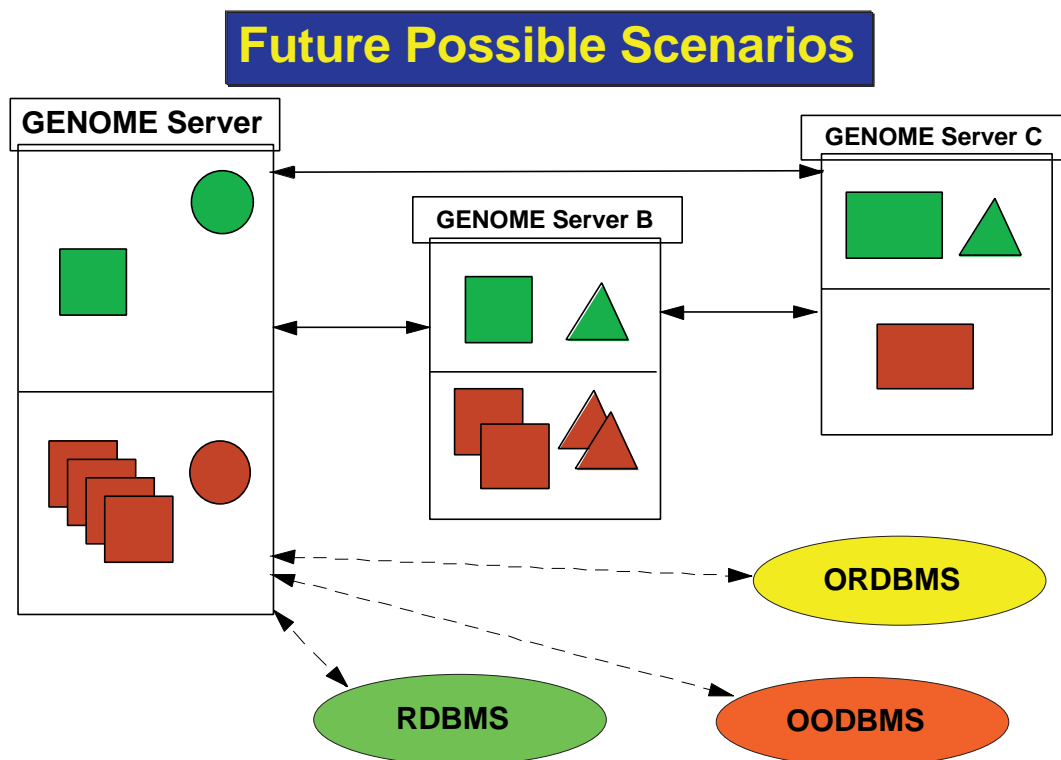 Future Possible Scenarios
GENOME Server
GENOME Server C
GENOME Server B
ORDBMS
RDBMS
OODBMS